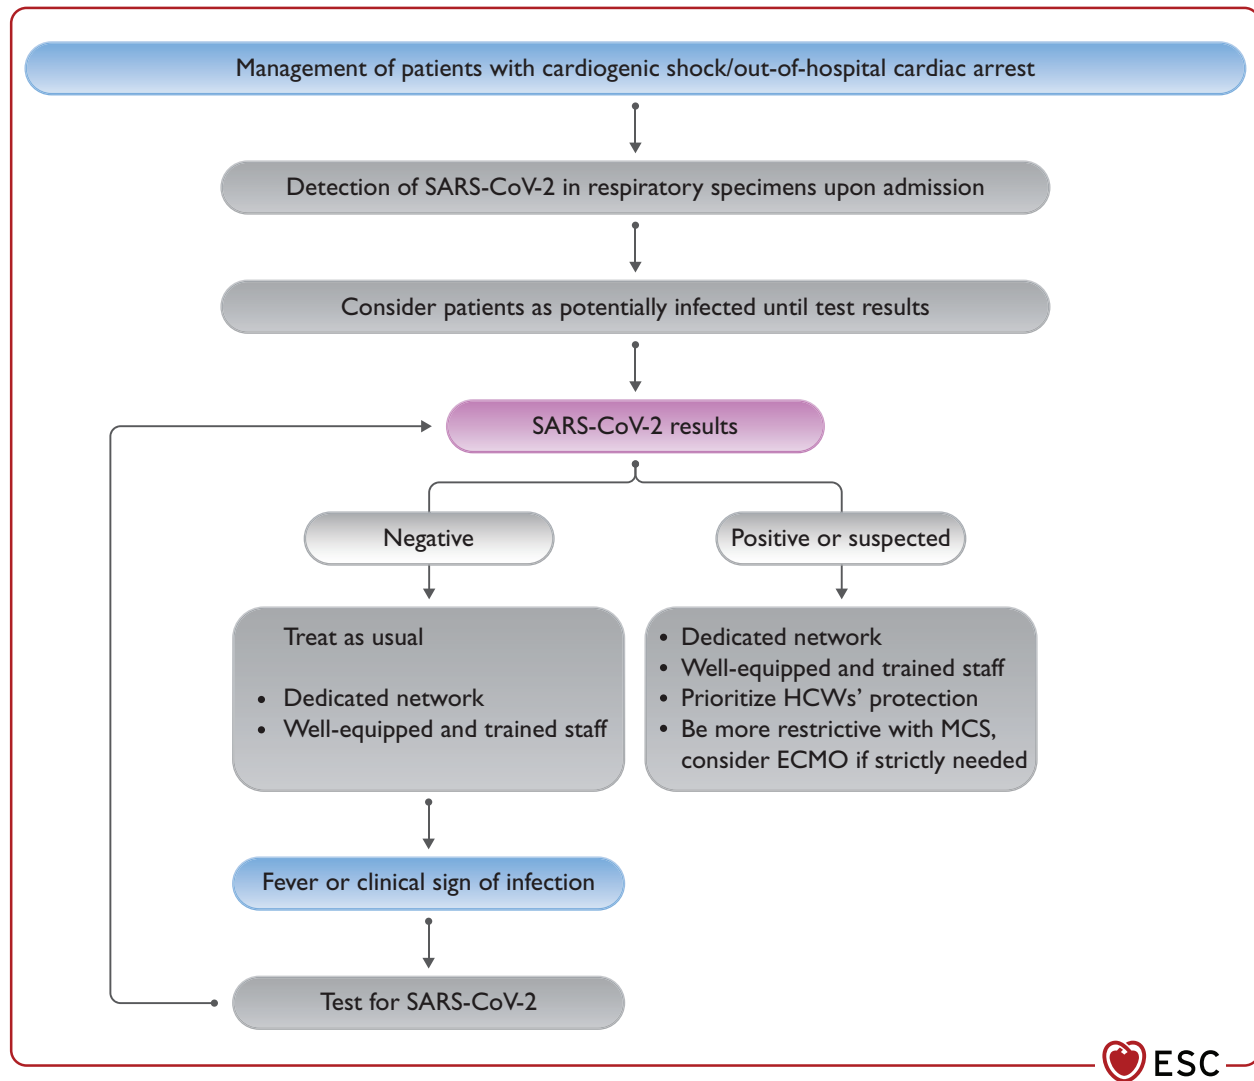 Management of patients with cardiogenic shock/out-of-hospital cardiac arrest
Detection of SARS-CoV-2 in respiratory specimens upon admission
Consider patients as potentially infected until test results
SARS-CoV-2 results
Negative
Positive or suspected
Treat as usual
• Dedicated network
• Well-equipped and trained staff
• Dedicated network
• Well-equipped and trained staff
• Prioritize HCWs’ protection
• Be more restrictive with MCS,
consider ECMO if strictly needed
Fever or clinical sign of infection
Test for SARS-CoV-2
ESC